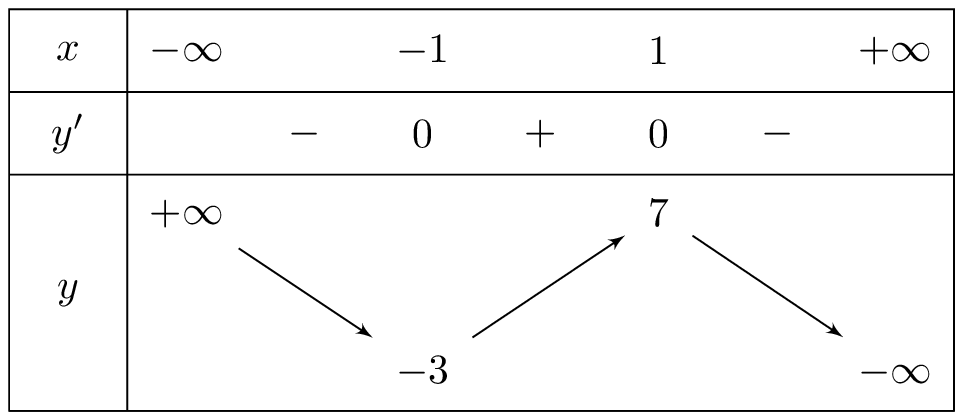 x −∞ −1 1 +∞
y′ − 0 + 0 −
+∞ 7
y
−3 −∞